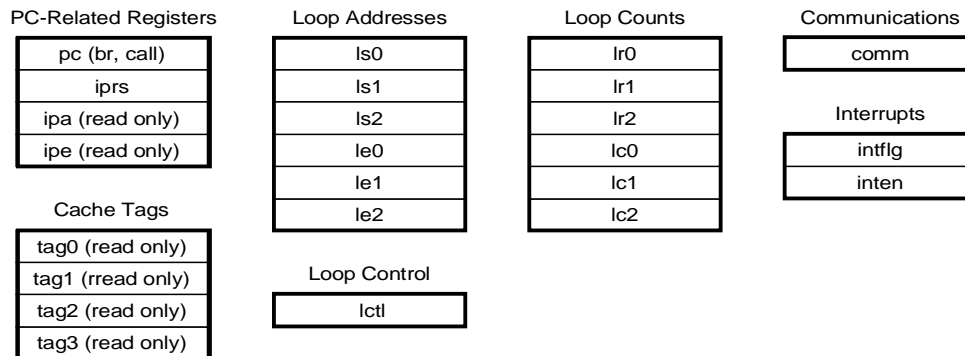 PC-Related Registers
pc (br, call)
iprs
ipa (read only)
ipe (read only)
Cache Tags
tag0 (read only)
tag1 (rread only)
tag2 (read only)
tag3 (read only)
Loop Addresses
ls0
ls1
ls2
le0
le1
le2
Loop Control
lctl
Loop Counts
lr0
lr1
lr2
lc0
lc1
lc2
Communications
comm
Interrupts
intflg
inten